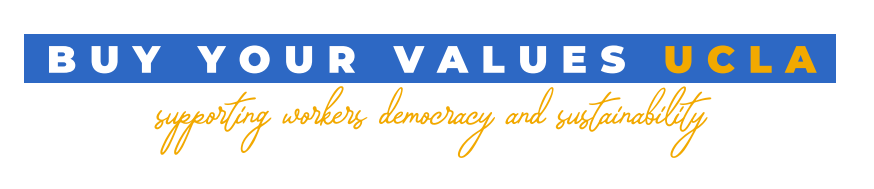 BUY YOUR VALUES UCLA
supporting workers democracy and sustainability